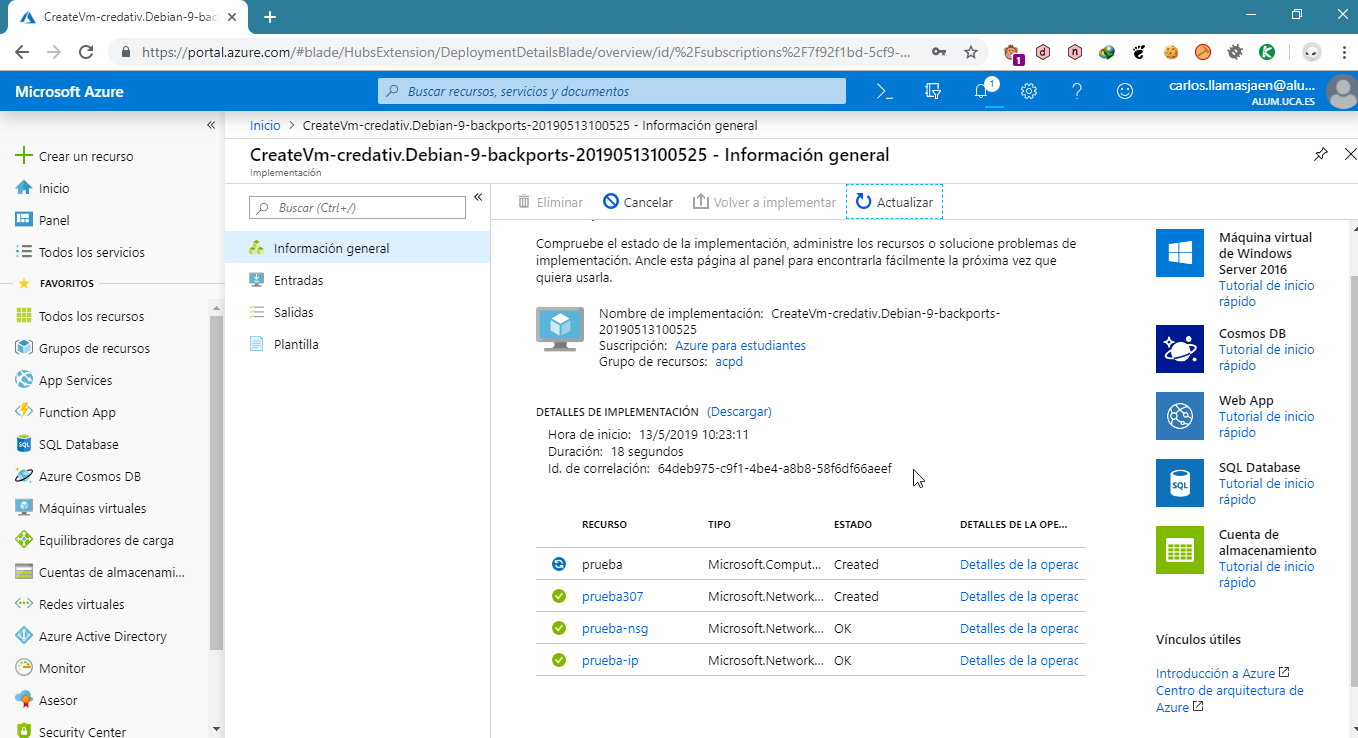 CreateVm-credativ.Debian-9-bac
https://portal.azure.com/#blade/HubsExtension/DeploymentDetailsBlade/overview/id/%2Fsubscriptions%2F7f92f1bd-5cf9-...
1
Microsoft Azure
Buscar recursos, servicios y documentos
1
carlos.llamasjaen@alu...
ALUM.UCA.ES
Crear un recurso
Inicio
Panel
Todos los servicios
FAVORITOS
Todos los recursos
Grupos de recursos
App Services
Function App
SQL Database
Azure Cosmos DB
Máquinas virtuales
Equilibradores de carga
Cuentas de almacenami...
Redes virtuales
Azure Active Directory
Monitor
Asesor
Security Center
Inicio > CreateVm-credativ.Debian-9-backports-20190513100525 - Información general
CreateVm-credativ.Debian-9-backports-20190513100525 - Información general
Implementación
Buscar (Ctrl+/)
Información general
Entradas
Salidas
Plantilla
Eliminar
Cancelar
Volver a implementar
Actualizar
Compruebe el estado de la implementación, administre los recursos o solucione problemas de
implementación. Ancle esta página al panel para encontrarla fácilmente la próxima vez que
quiera usarla.
Nombre de implementación: CreateVm-credativ.Debian-9-backports-
20190513100525
Suscripción: Azure para estudiantes
Grupo de recursos: acpd
DETALLES DE IMPLEMENTACIÓN (Descargar)
Hora de inicio: 13/5/2019 10:23:11
Duración: 18 segundos
Id. de correlación: 64deb975-c9f1-4be4-a8b8-58f6df66aeef
RECURSO TIPO ESTADO DETALLES DE LA OPE...
prueba Microsoft.Comput... Created Detalles de la operac
prueba307 Microsoft.Network... Created Detalles de la operac
prueba-nsg Microsoft.Network... OK Detalles de la operac
prueba-ip Microsoft.Network... OK Detalles de la operac
Máquina virtual
de Windows
Server 2016
Tutorial de inicio
rápido
Cosmos DB
Tutorial de inicio
rápido
Web App
Tutorial de inicio
rápido
SQL Database
Tutorial de inicio
rápido
Cuenta de
almacenamiento
Tutorial de inicio
rápido
Vínculos útiles
Introducción a Azure
Centro de arquitectura de
Azure